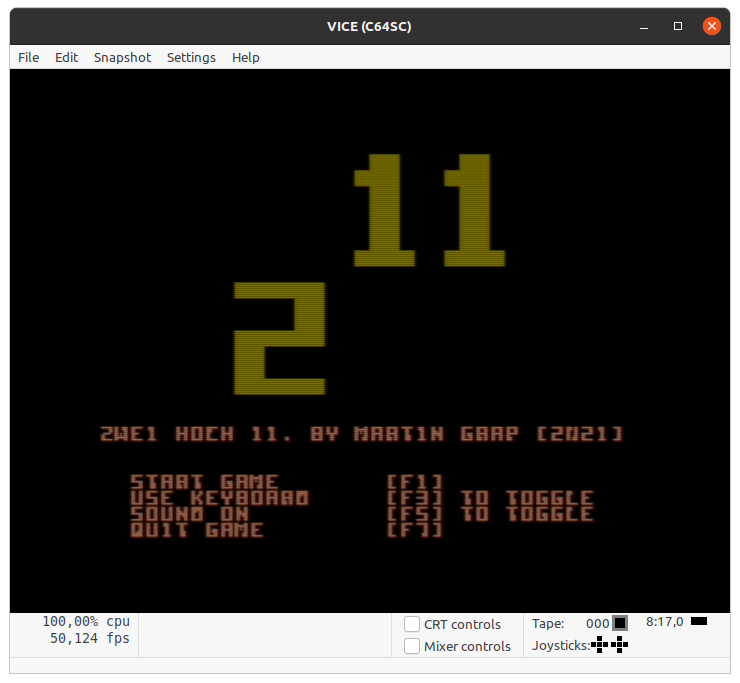 VICE (C64SC)
File Edit Snapshot Settings Help
11
2
ZWEI HOCH 11. BY MARTIN GRAP [2021]
START GAME [F1]
USE KEYBOARD [F3] TO TOGGLE
SOUND ON [F5] TO TOGGLE
QUIT GAME [F7]
100,00% cpu
50,124 fps
CRT controls
Mixer controls
Tape: 000 8:17,0
Joysticks: